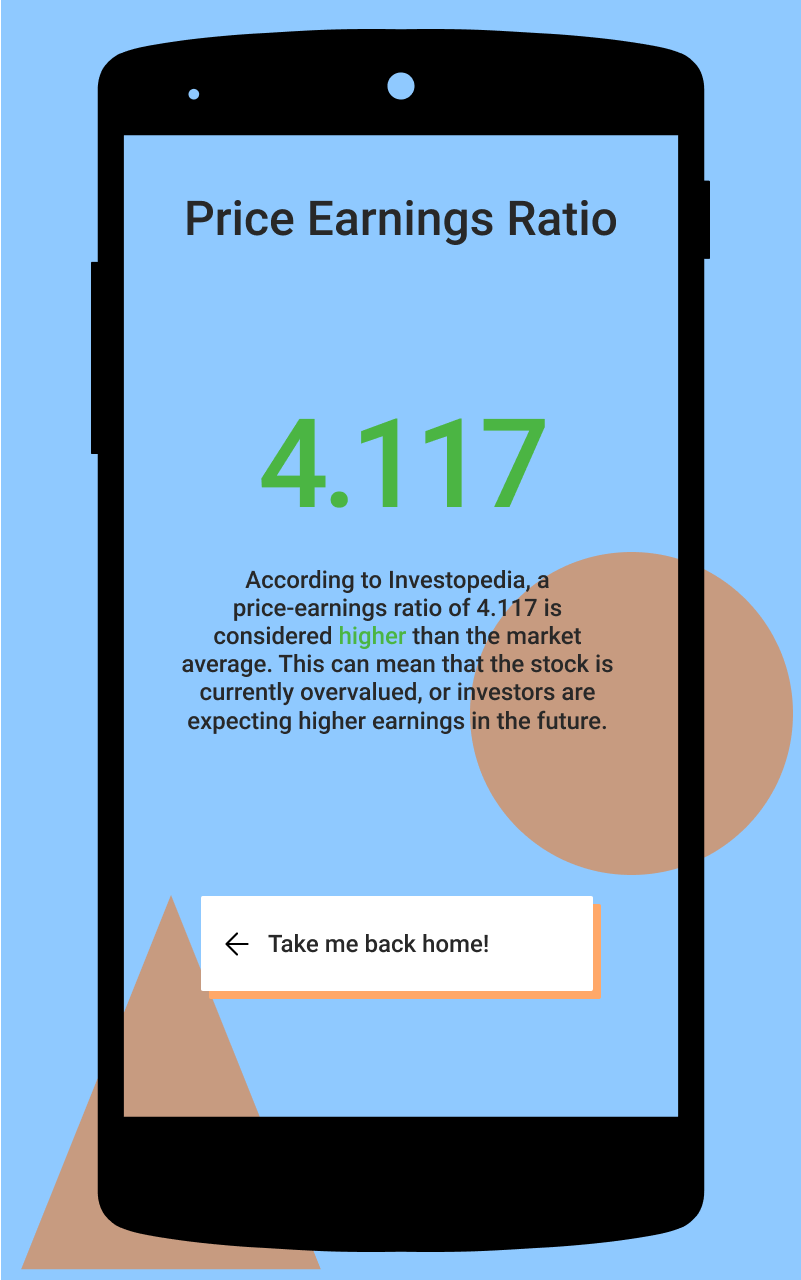 Price Earnings Ratio
4.117
According to Investopedia, a
price-earnings ratio of 4.117 is
considered higher than the market
average. This can mean that the stock is
currently overvalued, or investors are
expecting higher earnings in the future.
Take me back home!